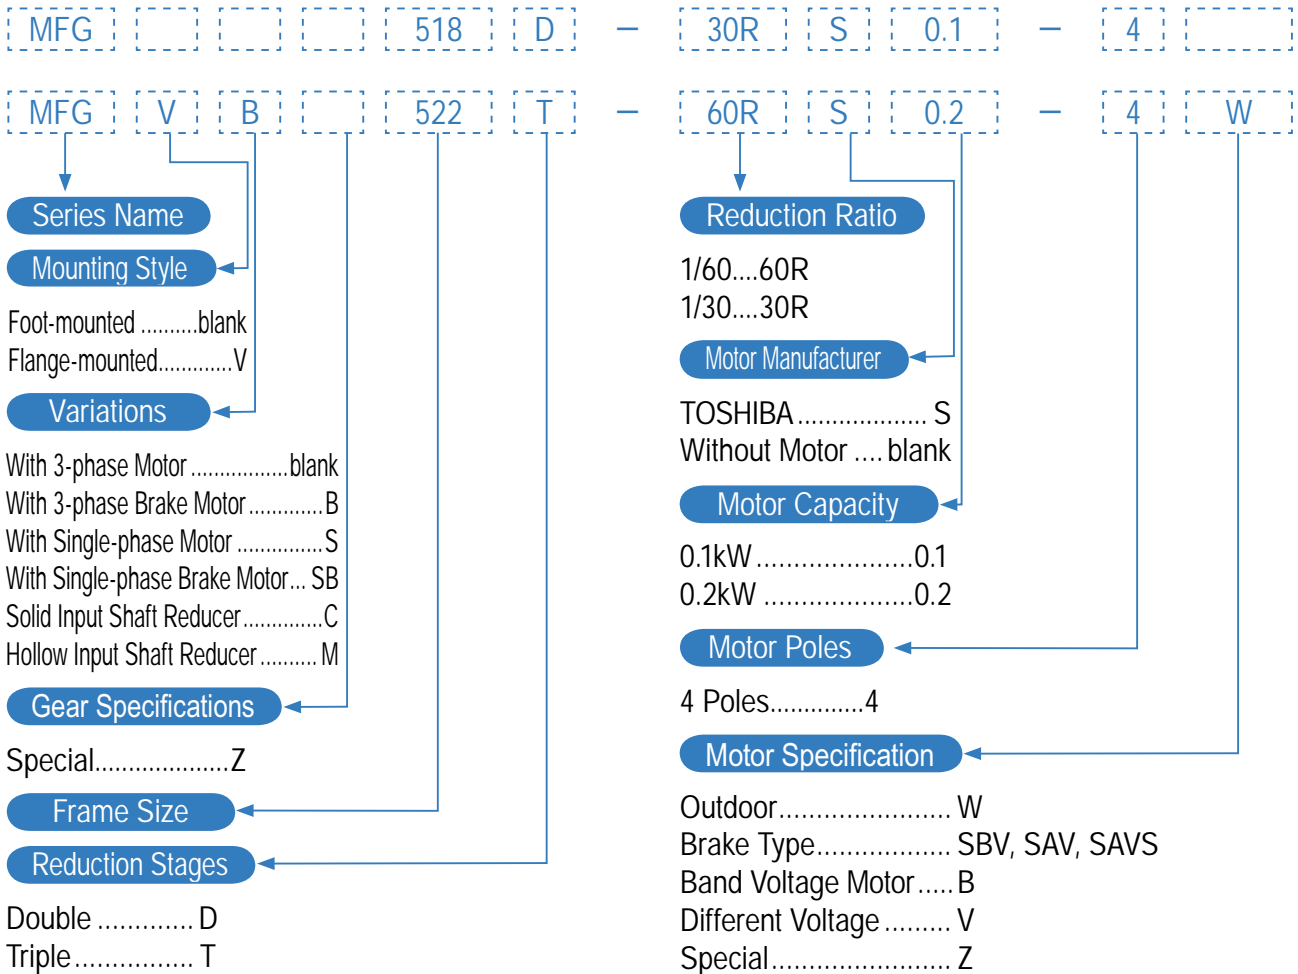 MFG 518 D – 30R S 0.1 – 4
MFG V B 522 T – 60R S 0.2 – 4 W
Series Name
Mounting Style
Foot-mounted ..........blank
Flange-mounted.............V
Variations
With 3-phase Motor .................blank
With 3-phase Brake Motor.............B
With Single-phase Motor ...............S
With Single-phase Brake Motor... SB
Solid Input Shaft Reducer..............C
Hollow Input Shaft Reducer .......... M
Gear Specifications
Special....................Z
Frame Size
Reduction Stages
Double ............. D
Triple................ T
Reduction Ratio
1/60....60R
1/30....30R
Motor Manufacturer
TOSHIBA................... S
Without Motor .... blank
Motor Capacity
0.1kW .....................0.1
0.2kW ....................0.2
Motor Poles
4 Poles..............4
Motor Specification
Outdoor....................... W
Brake Type.................. SBV, SAV, SAVS
Band Voltage Motor..... B
Different Voltage ......... V
Special........................ Z